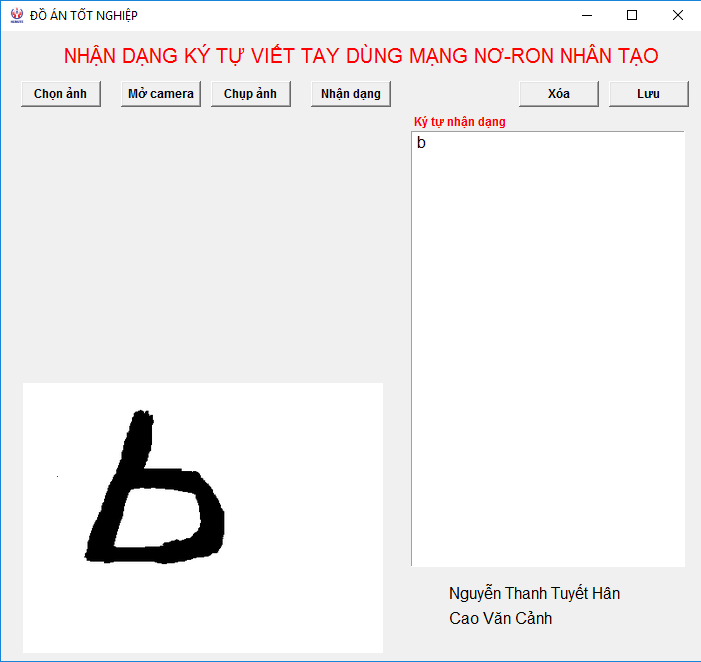 ĐỒ ÁN TỐT NGHIỆP
NHẬN DẠNG KÝ TỰ VIẾT TAY DÙNG MẠNG NƠ-RON NHÂN TẠO
Chọn ảnh Mở camera Chụp ảnh Nhận dạng Xóa Lưu
Ký tự nhận dạng
b
b
Nguyễn Thanh Tuyết Hân
Cao Văn Cảnh